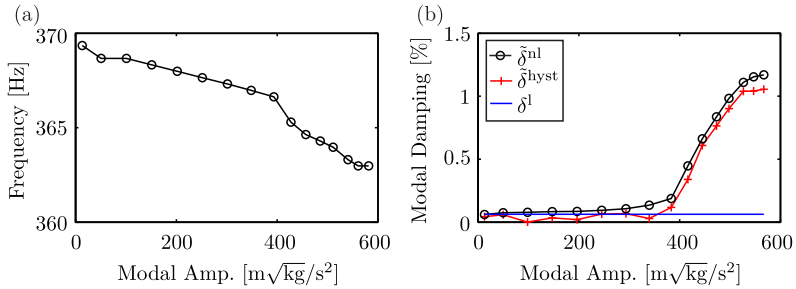 (a)
370
365
360
Frequency [Hz]
0
200
400
600
Modal Amp. [m√kg/s²]
(b)
1.5
1
0.5
0
Modal Damping [%]
δ̃ⁿˡ
δ̃ʰʸˢᵗ
δˡ
0
200
400
600
Modal Amp. [m√kg/s²]